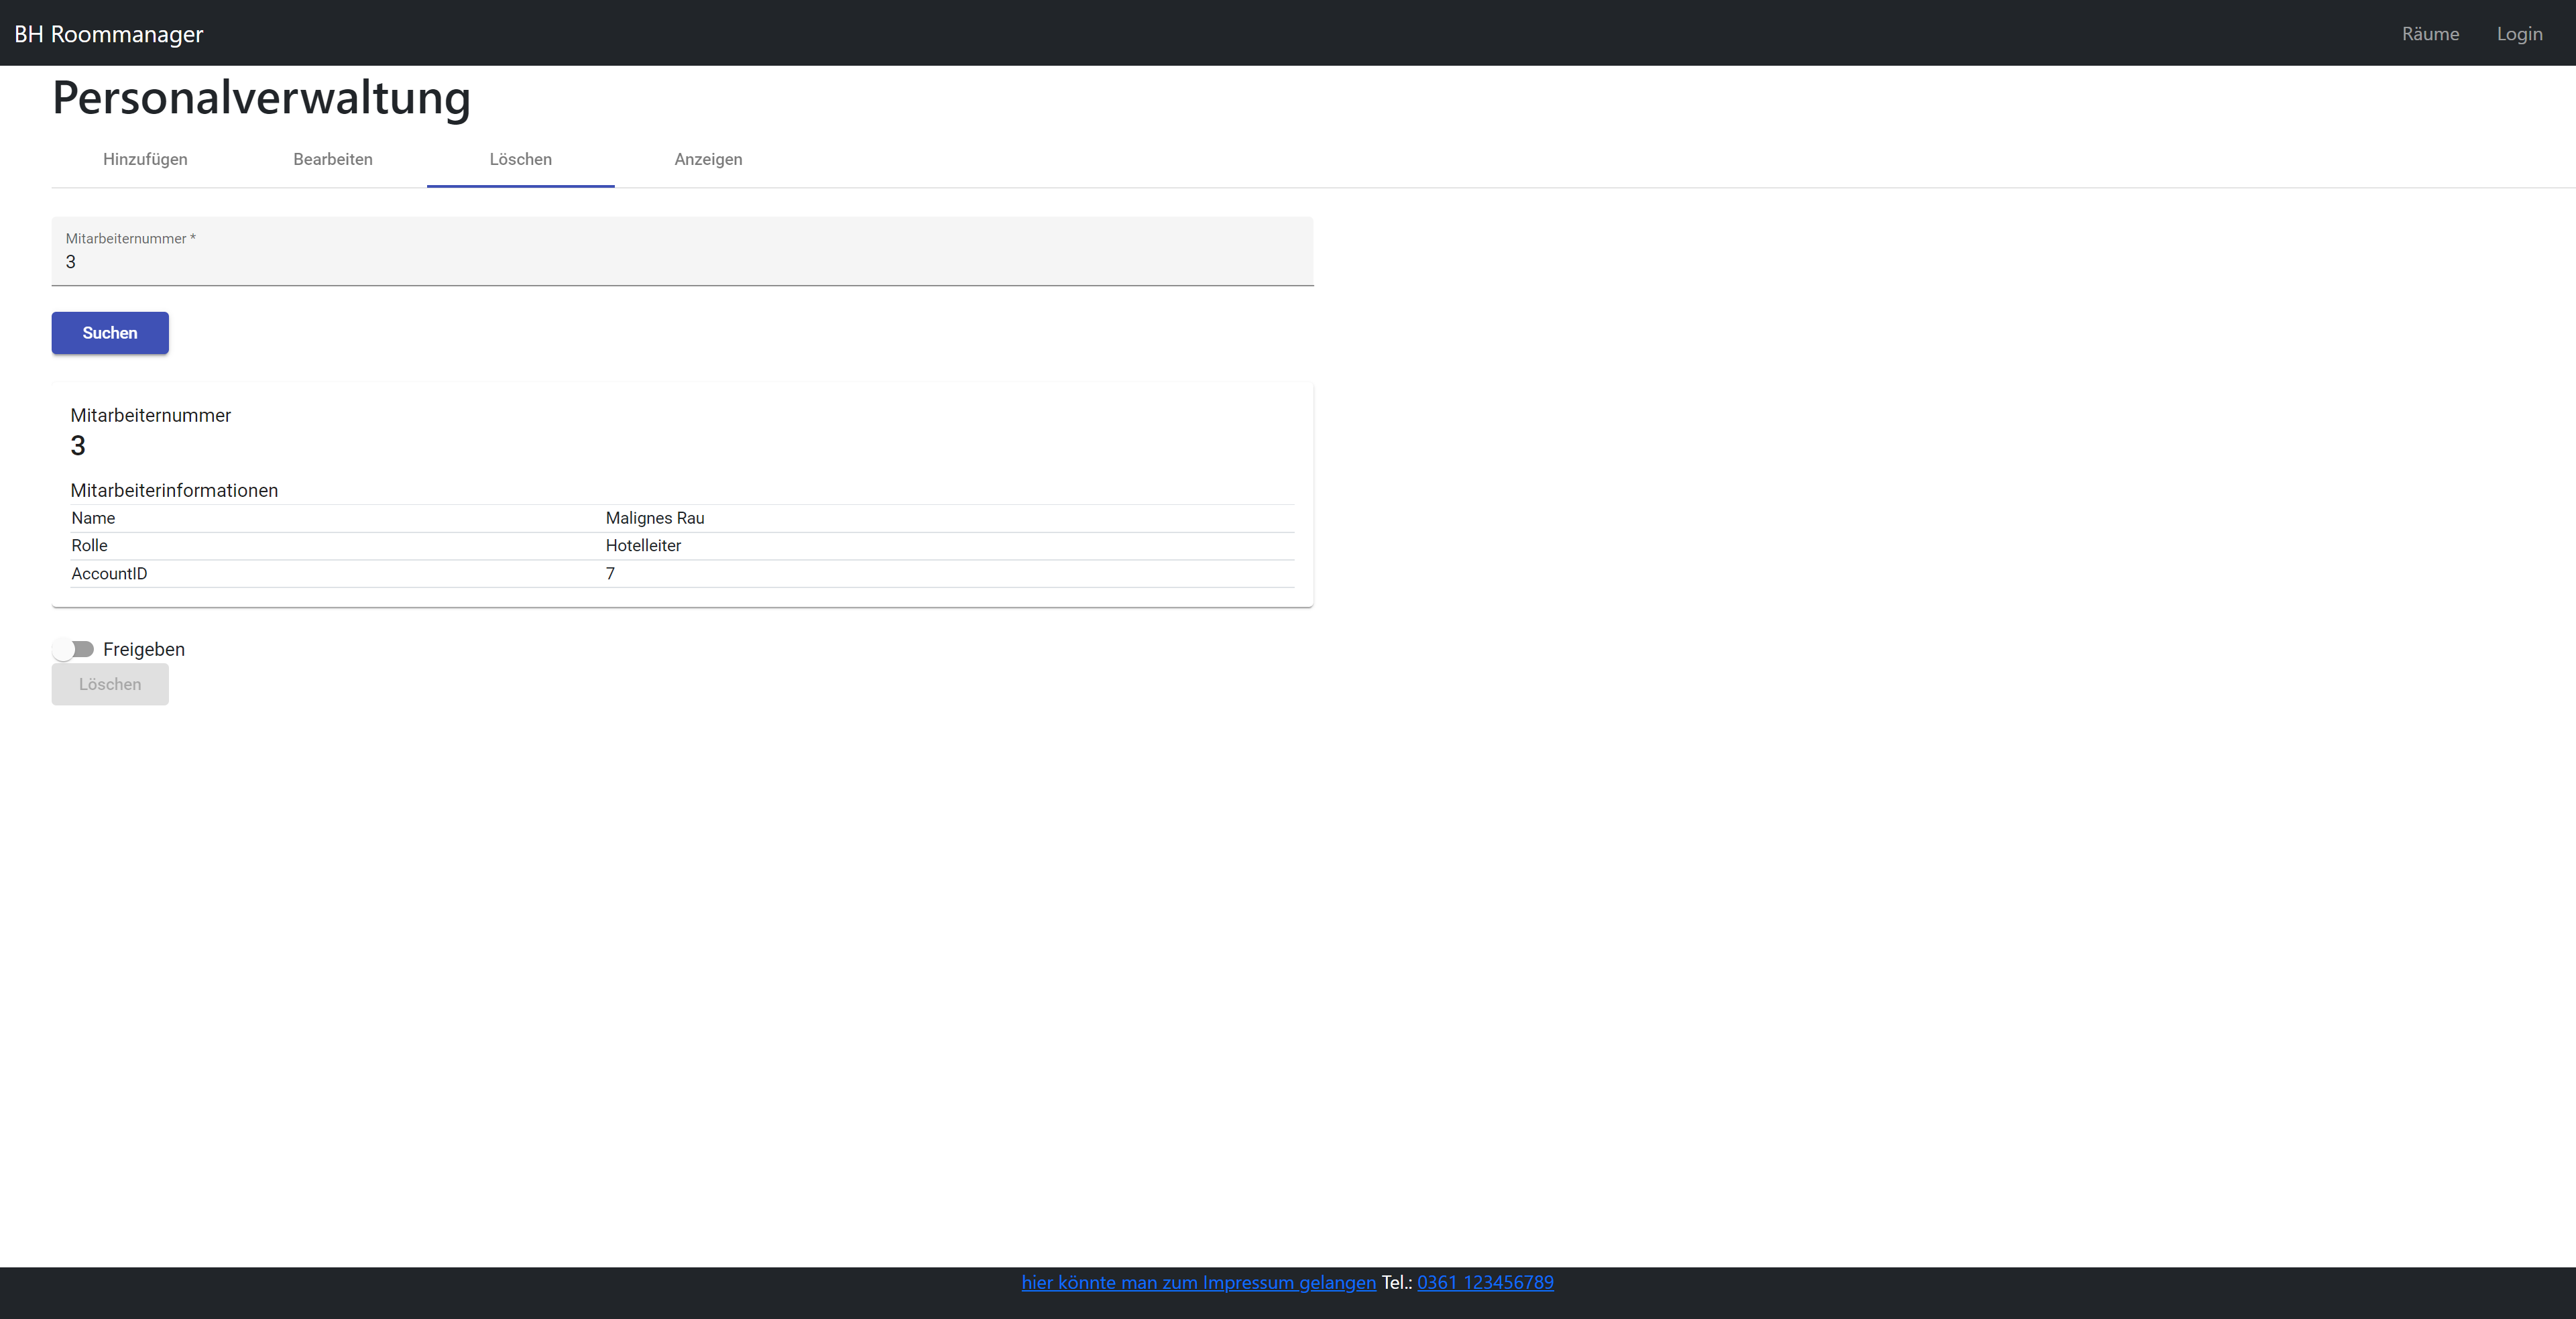 BH Roommanager Räume Login
Personalverwaltung
Hinzufügen Bearbeiten Löschen Anzeigen
Mitarbeiternummer *
3
Suchen
Mitarbeiternummer
3
Mitarbeiterinformationen
Name Malignes Rau
Rolle Hotelleiter
AccountID 7
Freigeben
Löschen
hier könnte man zum Impressum gelangen Tel.: 0361 123456789